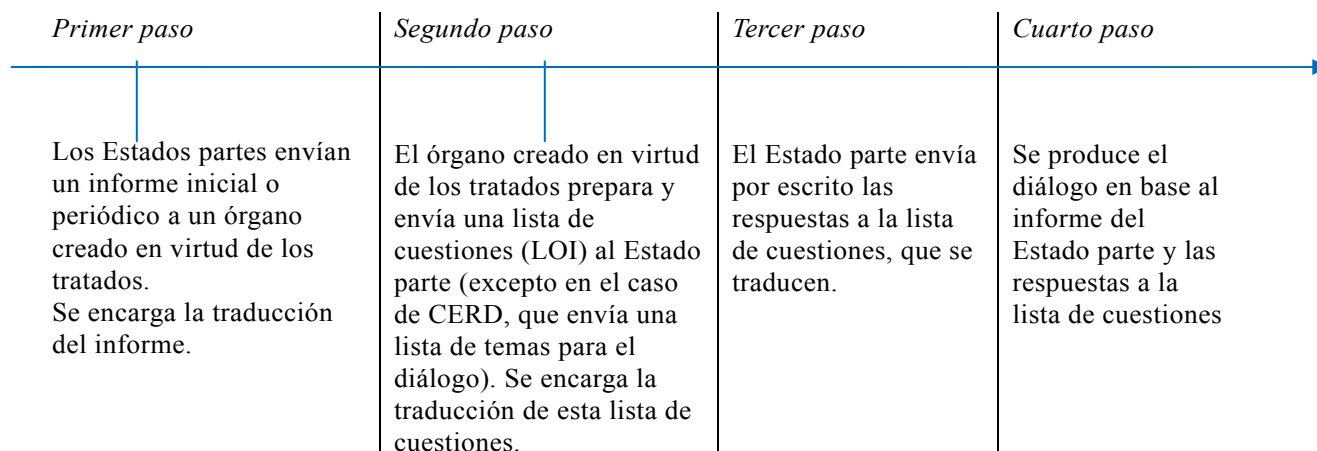 Primer paso
Segundo paso
Tercer paso
Cuarto paso
Los Estados partes envían
un informe inicial o
periódico a un órgano
creado en virtud de los
tratados.
Se encarga la traducción
del informe.
El órgano creado en virtud
de los tratados prepara y
envía una lista de
cuestiones (LOI) al Estado
parte (excepto en el caso
de CERD, que envía una
lista de temas para el
diálogo). Se encarga la
traducción de esta lista de
cuestiones.
El Estado parte envía
por escrito las
respuestas a la lista
de cuestiones, que se
traducen.
Se produce el
diálogo en base al
informe del
Estado parte y las
respuestas a la
lista de cuestiones